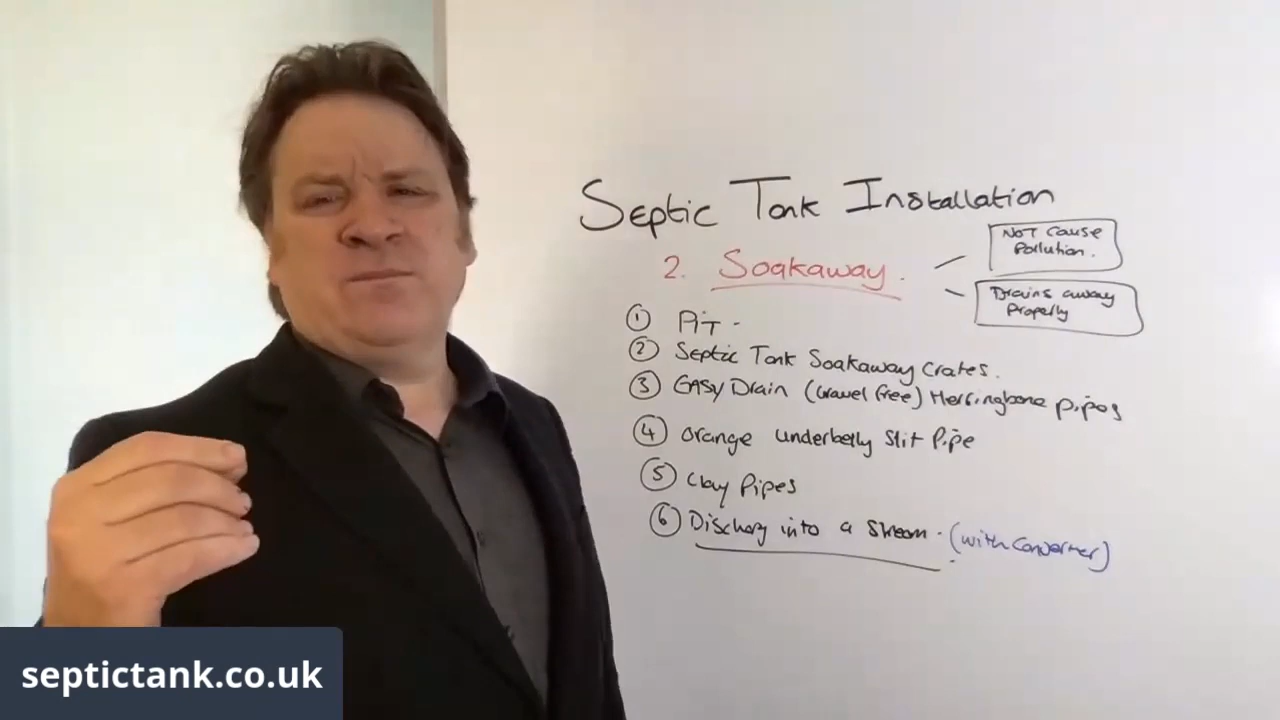 Septic Tank Installation
2. Soakaway.
Not Cause
Pollution.
Drains away
Properly
1 Pit -
2 Septic Tank Soakaway Crates.
3 Easy Drain (Gravel free) Herringbone pipes
4 Orange underbelly Slit Pipe
5 Clay Pipes
6 into a stream. (with converter)
septictank.co.uk